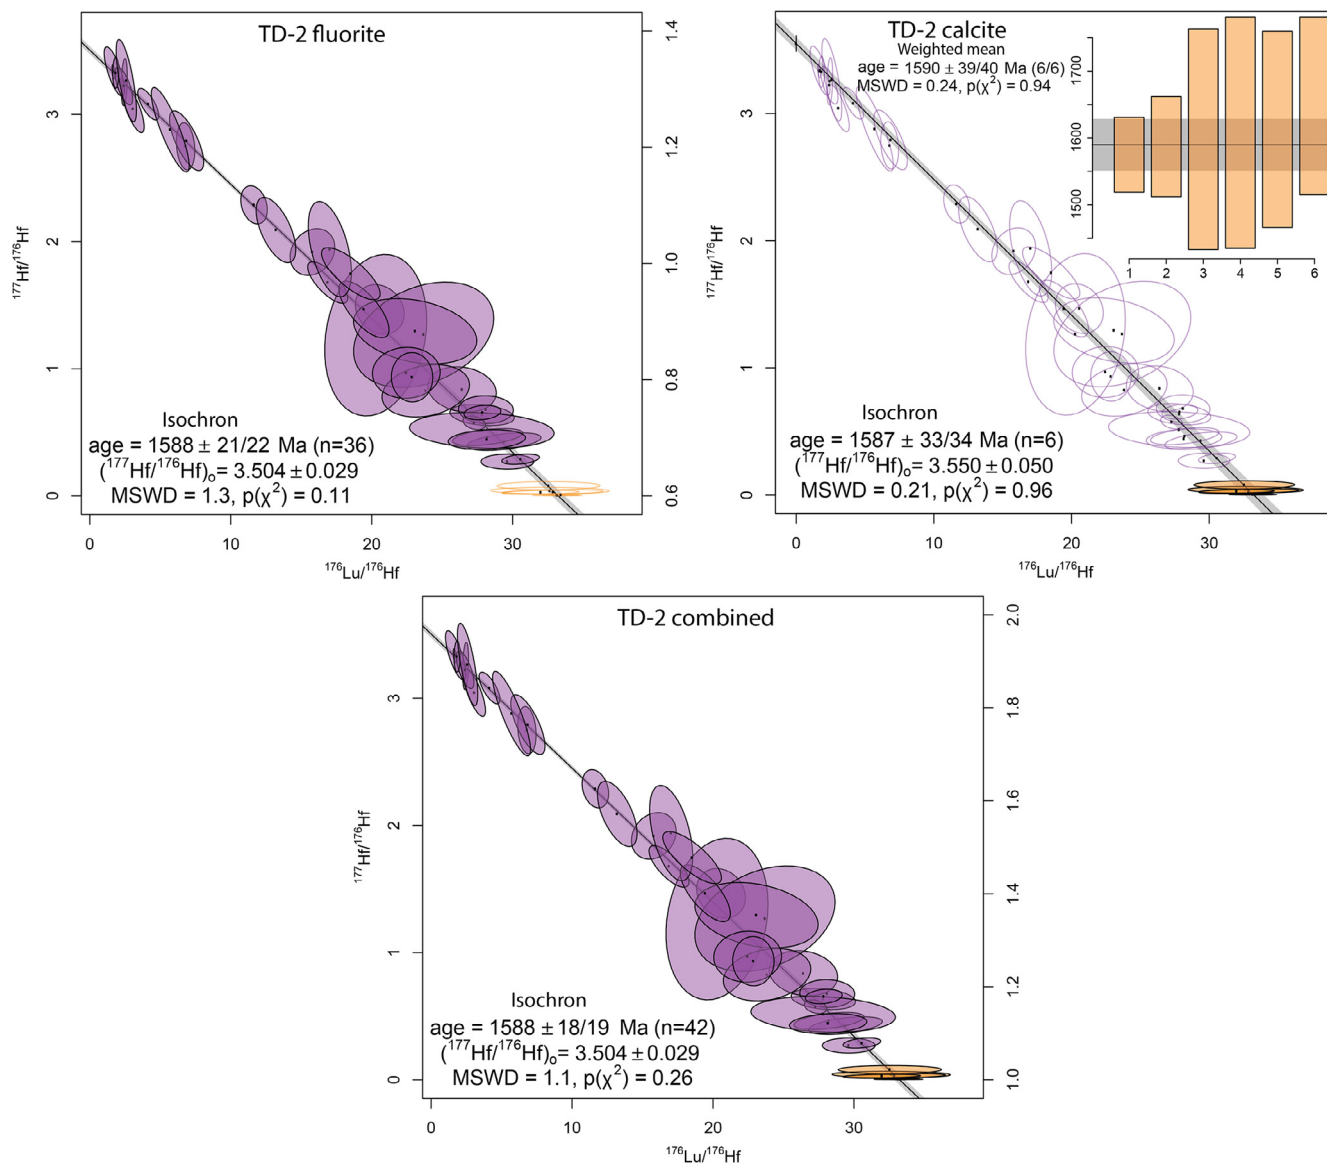 TD-2 fluorite
1.4
1.2
1.0
0.8
0.6
3
2
1
0
¹⁷⁷Hf/¹⁷⁶Hf
Isochron
age = 1588 ± 21/22 Ma (n=36)
(¹⁷⁷Hf/¹⁷⁶Hf)ₒ= 3.504 ± 0.029
MSWD = 1.3, p(χ²) = 0.11
0 10 20 30
¹⁷⁶Lu/¹⁷⁶Hf
TD-2 calcite
Weighted mean
age = 1590 ± 39/40 Ma (6/6)
MSWD = 0.24, p(χ²) = 0.94
1700
1600
1500
1 2 3 4 5 6
3
2
1
0
¹⁷⁷Hf/¹⁷⁶Hf
Isochron
age = 1587 ± 33/34 Ma (n=6)
(¹⁷⁷Hf/¹⁷⁶Hf)ₒ= 3.550 ± 0.050
MSWD = 0.21, p(χ²) = 0.96
0 10 20 30
¹⁷⁶Lu/¹⁷⁶Hf
TD-2 combined
2.0
1.8
1.6
1.4
1.2
1.0
3
2
1
0
¹⁷⁷Hf/¹⁷⁶Hf
Isochron
age = 1588 ± 18/19 Ma (n=42)
(¹⁷⁷Hf/¹⁷⁶Hf)ₒ= 3.504 ± 0.029
MSWD = 1.1, p(χ²) = 0.26
0 10 20 30
¹⁷⁶Lu/¹⁷⁶Hf